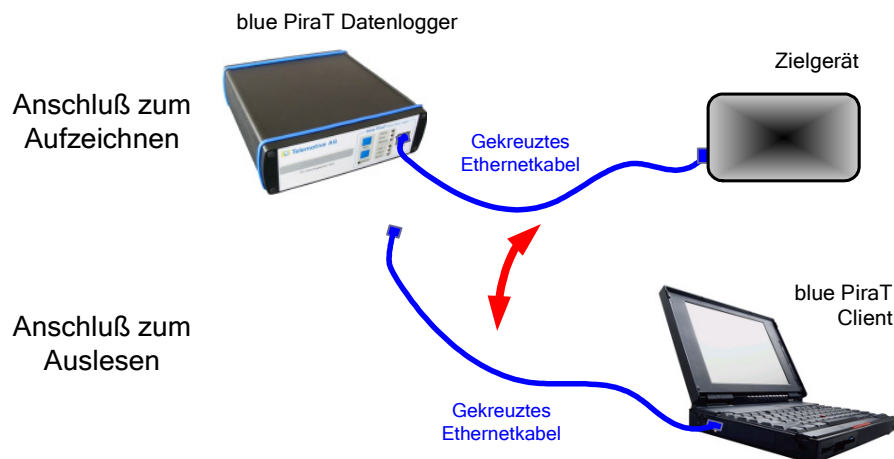 blue PiraT Datenlogger
Zielgerät
Anschluß zum
Aufzeichnen
Telemotive AG
Gekreuztes
Ethernetkabel
blue PiraT
Client
Anschluß zum
Auslesen
Gekreuztes
Ethernetkabel